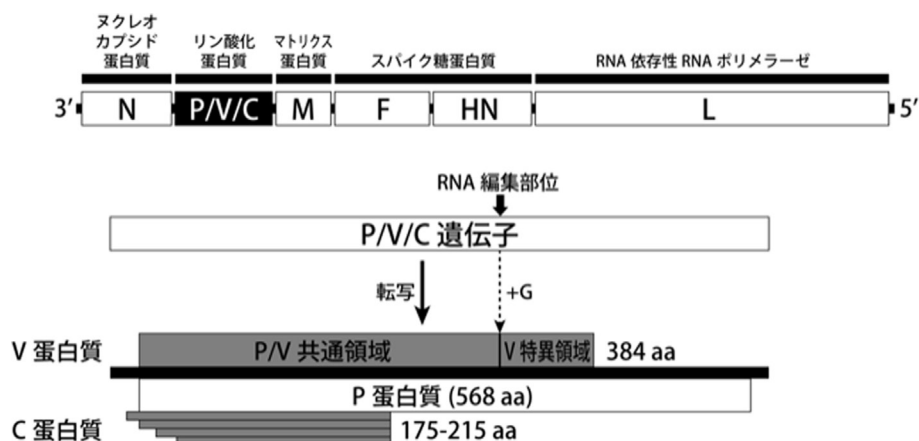 ヌクレオ
カプシド
蛋白質
リン酸化
蛋白質
マトリクス
蛋白質
スパイク糖蛋白質
RNA 依存性 RNA ポリメラーゼ
3′ N P/V/C M F HN L 5′
RNA 編集部位
P/V/C 遺伝子
転写
+G
V 蛋白質 P/V 共通領域 V 特異領域 384 aa
P 蛋白質 (568 aa)
C 蛋白質 175-215 aa